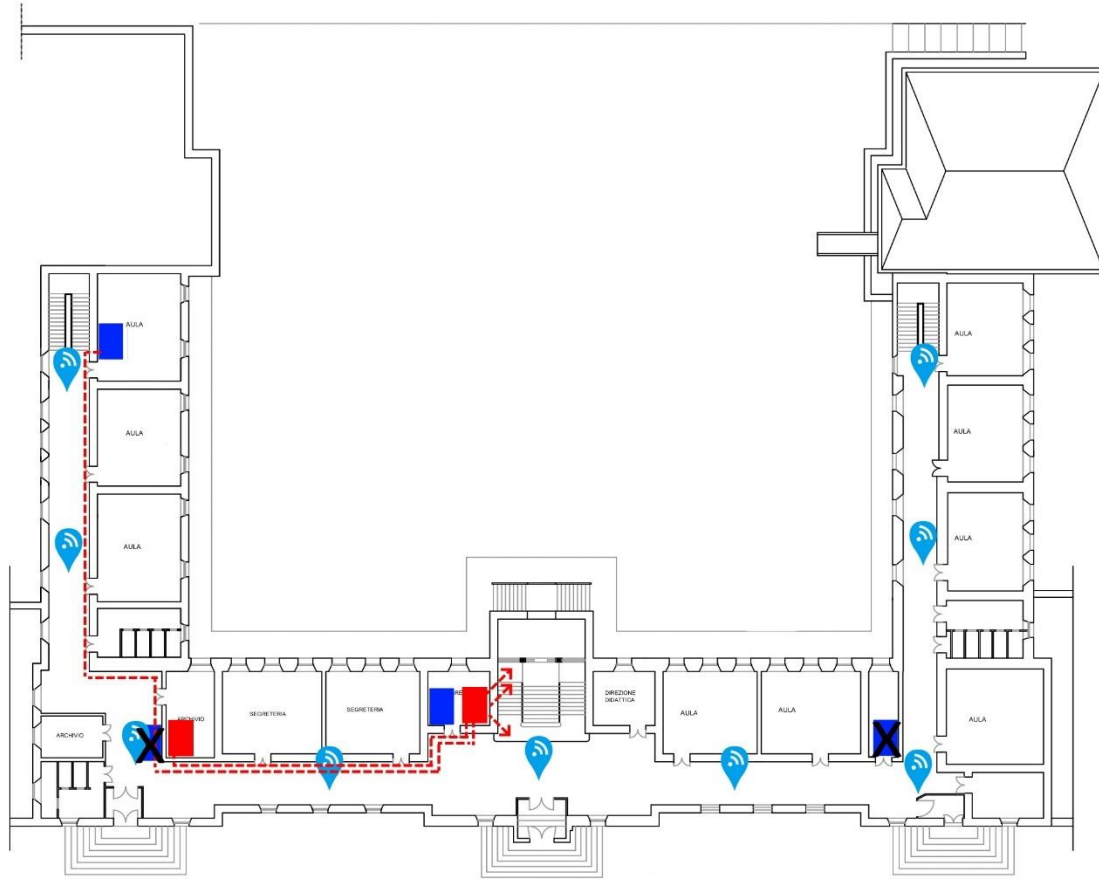 AULA
AULA
AULA
AULA
AULA
AULA
ARCHIVIO
ARCHIVIO
SEGRETERIA
SEGRETERIA
DIREZIONE
DIDATTICA
AULA
AULA
AULA
X
X